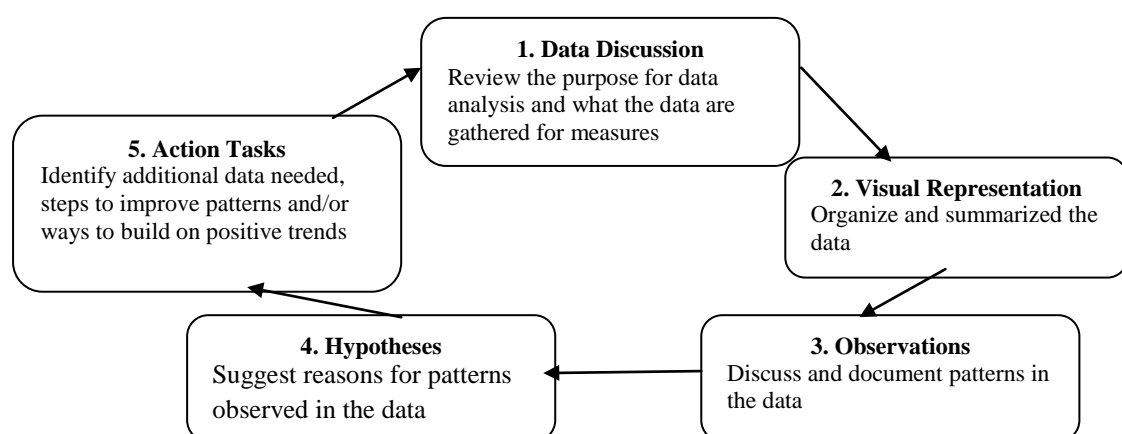 1. Data Discussion
Review the purpose for data
analysis and what the data are
gathered for measures
2. Visual Representation
Organize and summarized the
data
3. Observations
Discuss and document patterns in
the data
4. Hypotheses
Suggest reasons for patterns
observed in the data
5. Action Tasks
Identify additional data needed,
steps to improve patterns and/or
ways to build on positive trends